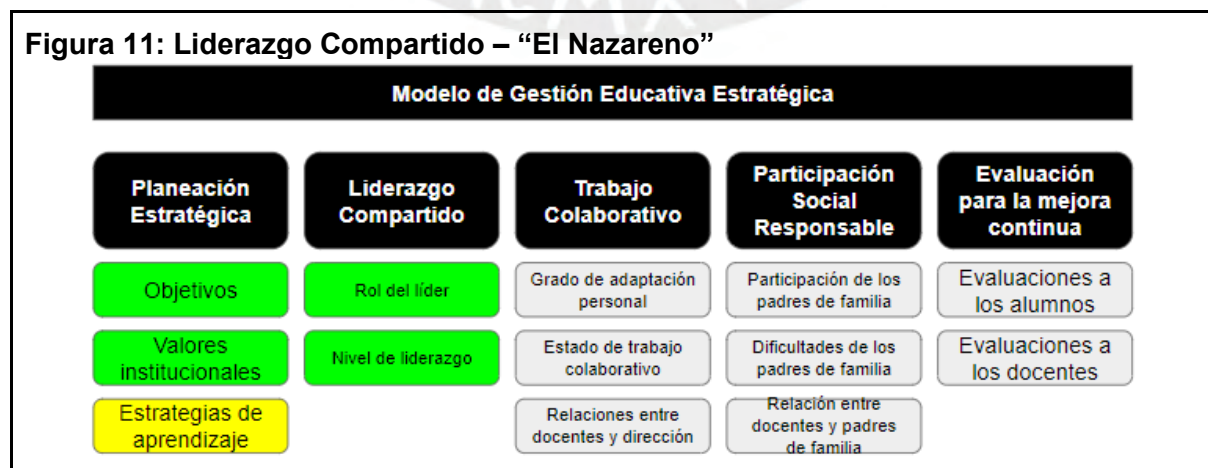 Figura 11: Liderazgo Compartido – “El Nazareno”
Modelo de Gestión Educativa Estratégica
Planeación
Estratégica
Liderazgo
Compartido
Trabajo
Colaborativo
Participación
Social
Responsable
Evaluación
para la mejora
continua
Objetivos
Rol del líder
Grado de adaptación
personal
Participación de los
padres de familia
Evaluaciones a
los alumnos
Valores
institucionales
Nivel de liderazgo
Estado de trabajo
colaborativo
Dificultades de los
padres de familia
Evaluaciones a
los docentes
Estrategias de
aprendizaje
Relaciones entre
docentes y dirección
Relación entre
docentes y padres
de familia